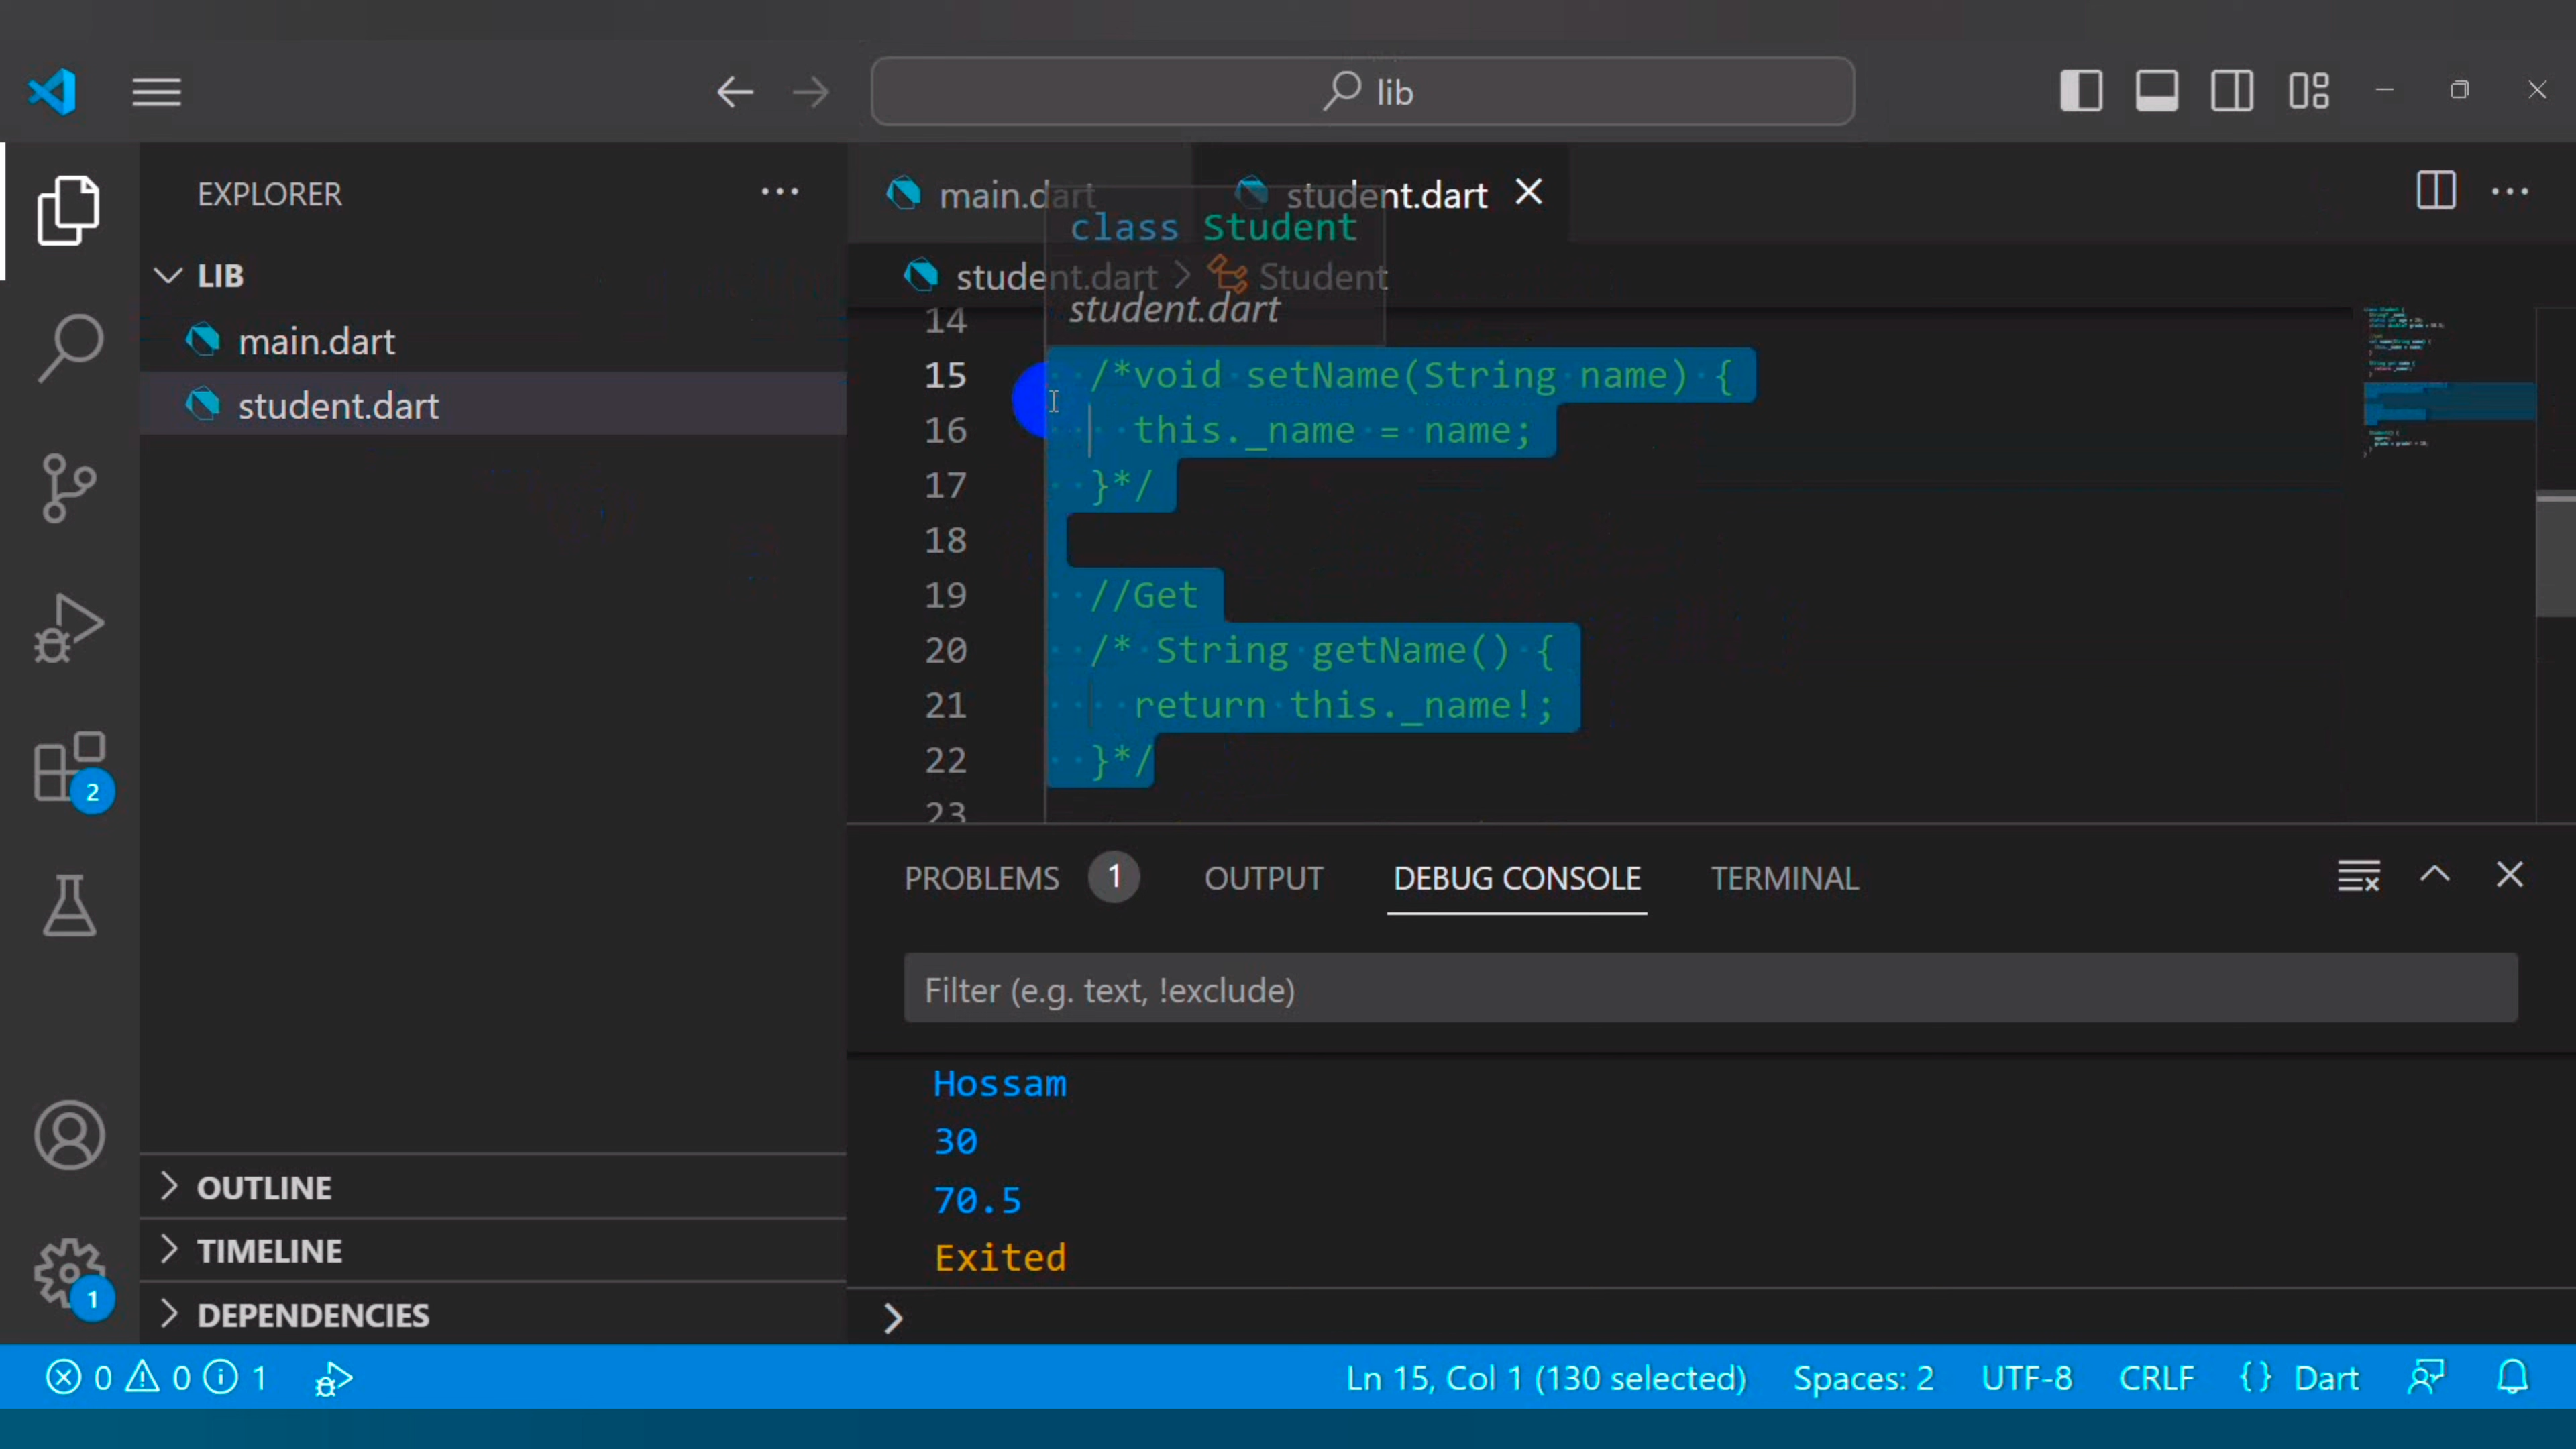 lib
EXPLORER
LIB
main.dart
student.dart
main.dart
student.dart
class Student
student.dart > Student
student.dart
14
15 /*void setName(String name) {
16 this._name = name;
17 }*/
18
19 //Get
20 /* String getName() {
21 return this._name!;
22 }*/
23
PROBLEMS 1 OUTPUT DEBUG CONSOLE TERMINAL
Filter (e.g. text, !exclude)
Hossam
30
70.5
Exited
>
2
1
OUTLINE
TIMELINE
DEPENDENCIES
0 0 1 Ln 15, Col 1 (130 selected) Spaces: 2 UTF-8 CRLF {} Dart